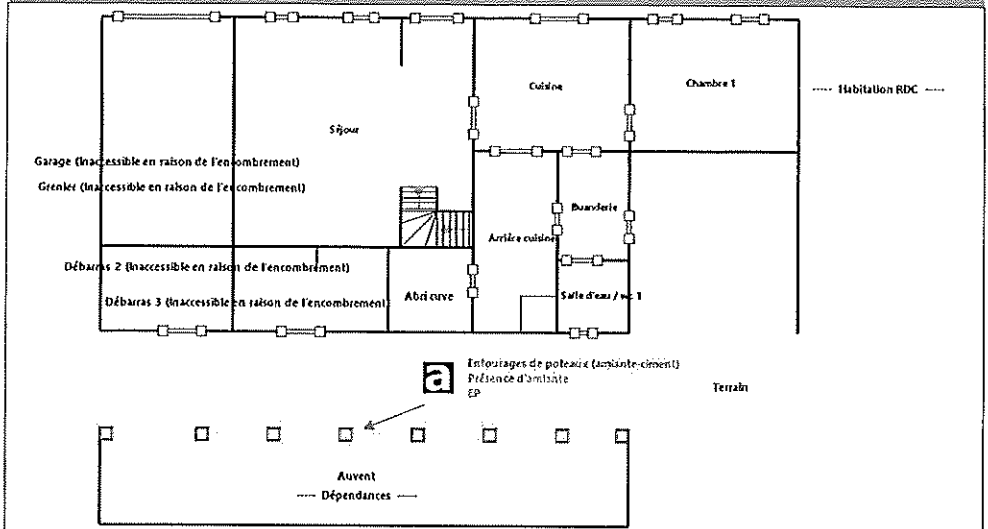 Cuisine
Chambre 1
---- Habitation RDC ----
Séjour
Garage (Inaccessible en raison de l'encombrement)
Grenier (Inaccessible en raison de l'encombrement)
Buanderie
Arrière cuisine
Débarras 2 (Inaccessible en raison de l'encombrement)
Débarras 3 (Inaccessible en raison de l'encombrement)
Abri cuve
Salle d'eau / wc 1
a
Entourages de poteaux (amiante-ciment)
Présence d'amiante
EP
Terrain
Auvent
---- Dépendances ----